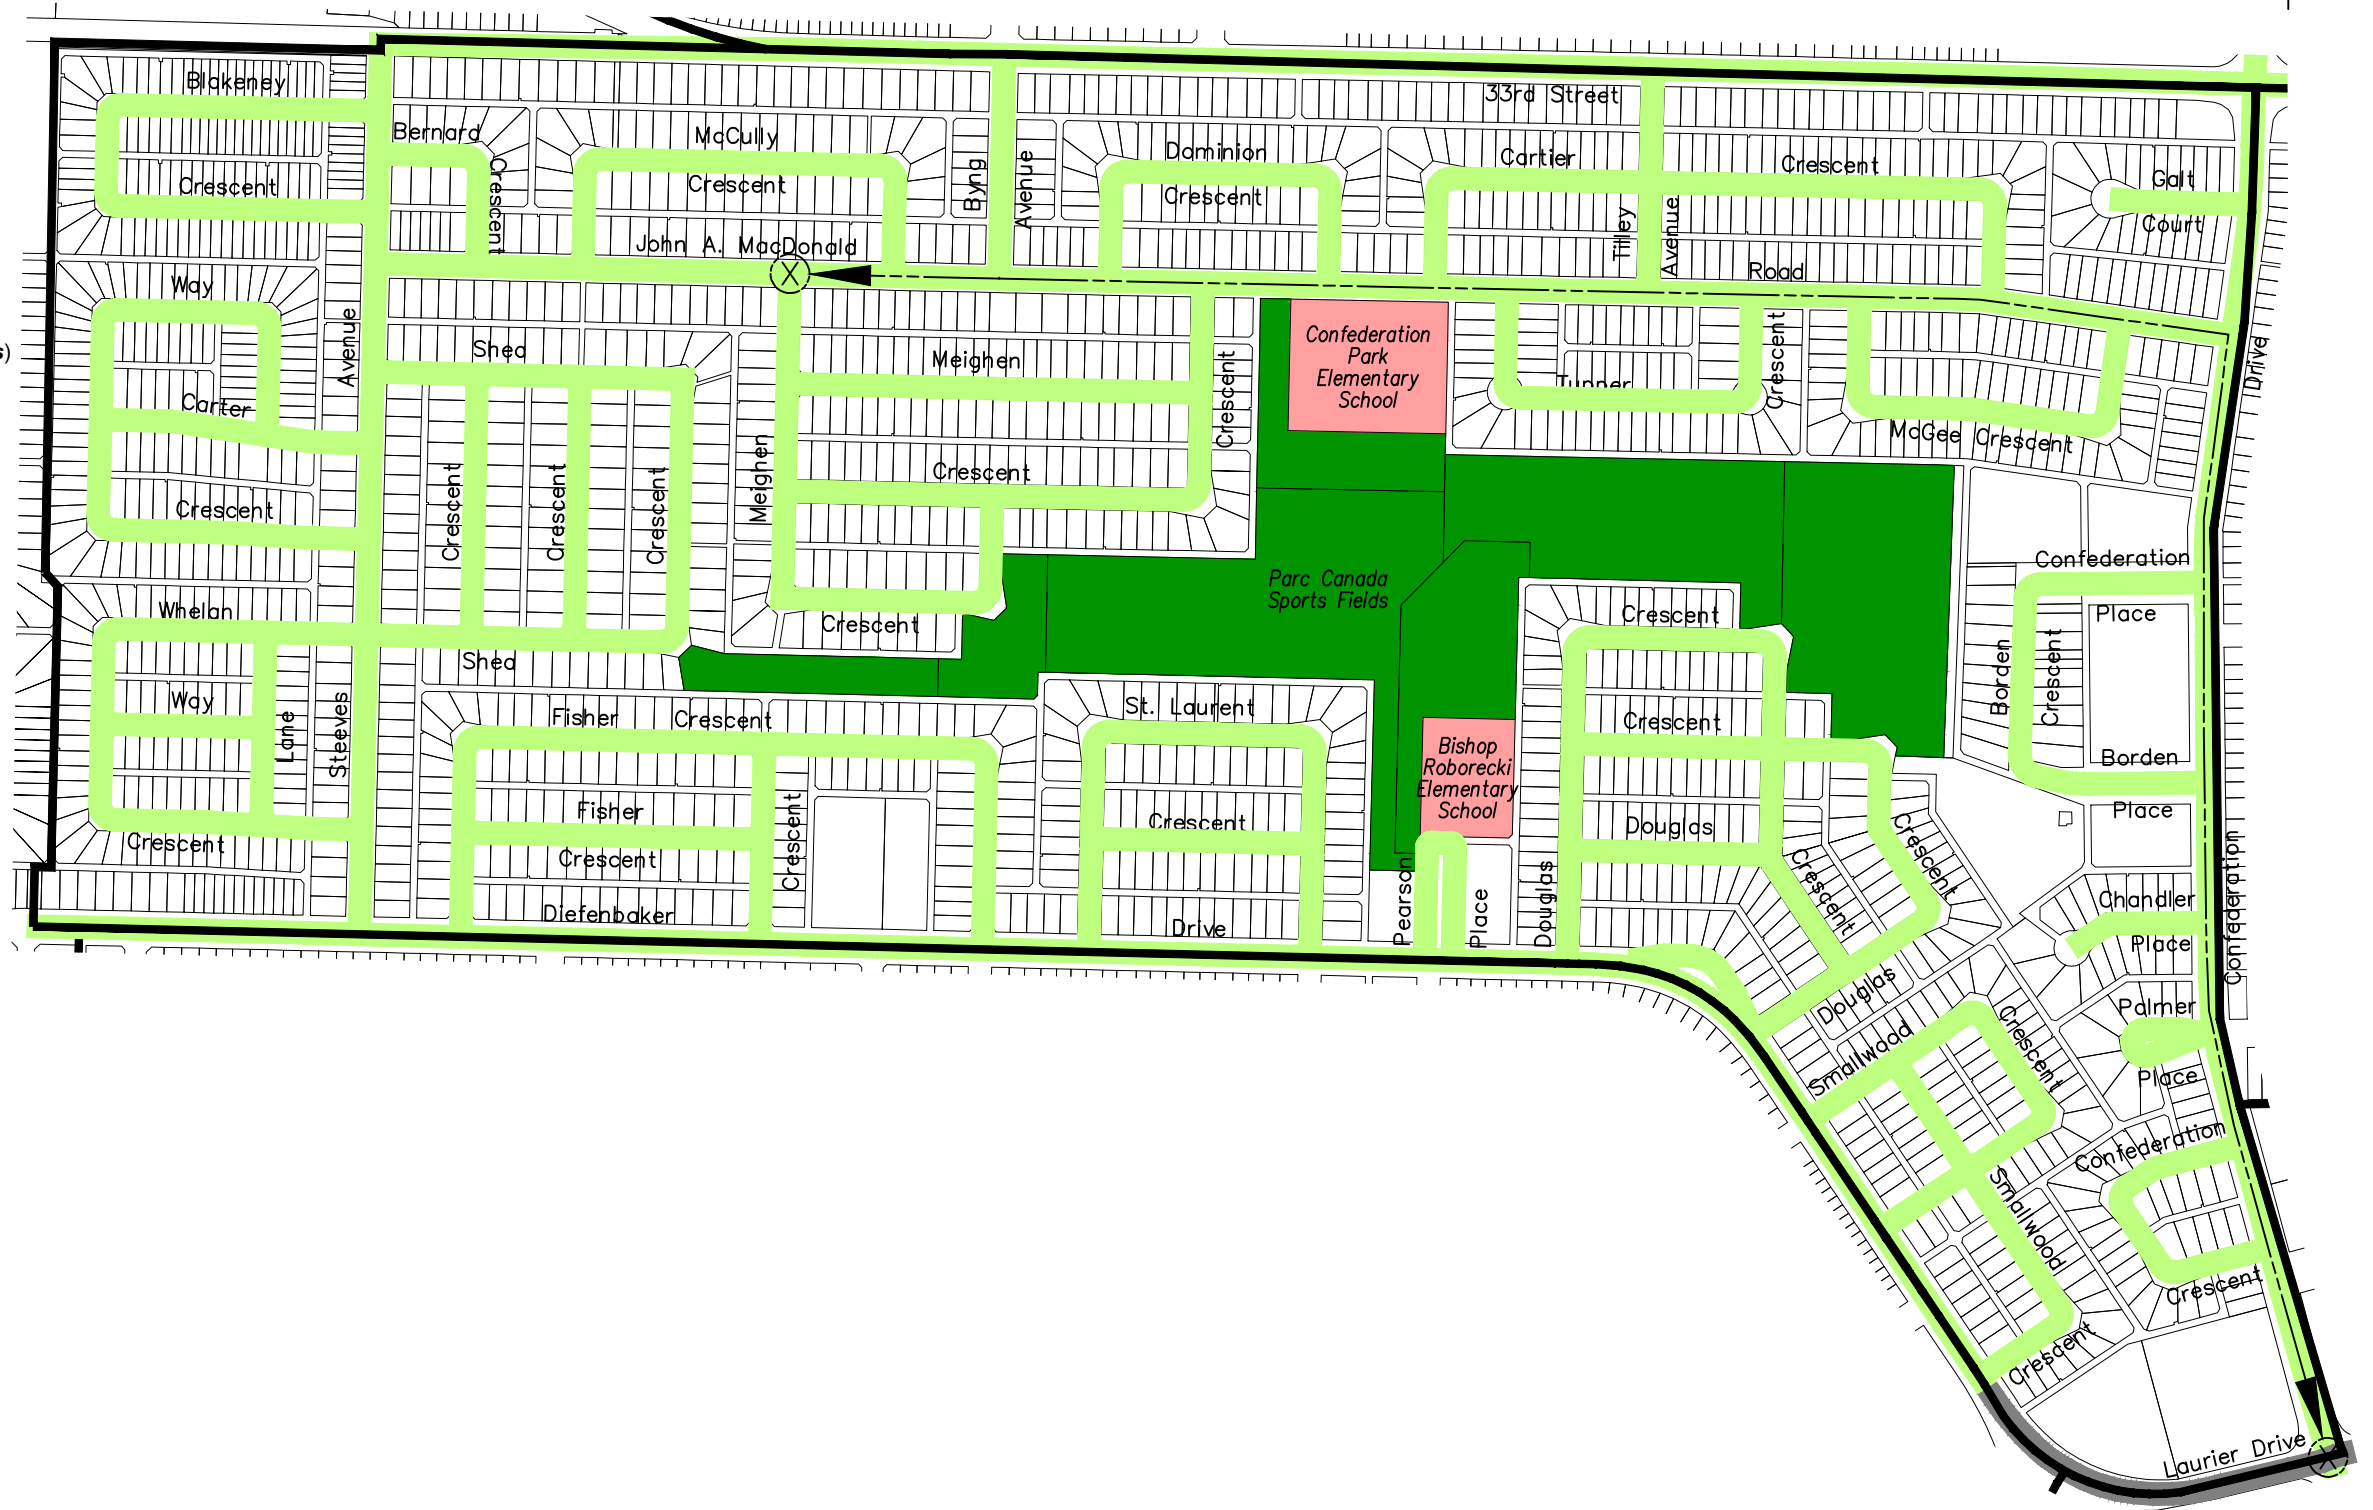 Blakeney
33rd Street
Bernard
McCully
Dominion
Cartier
Crescent
Galt
Court
Crescent
Crescent
Crescent
Crescent
Byng
Avenue
Tilley
Avenue
John A. MacDonald
Road
Way
Avenue
Shed
Meighen
Crescent
Confederation
Park
Elementary
School
Crescent
Drive
Carter
McGee Crescent
Crescent
Crescent
Crescent
Crescent
Meighen
Crescent
Confederation
Parc Canada
Sports Fields
Whelan
Crescent
Crescent
Place
Shed
Borden
Crescent
Way
Lane
Steeves
Fisher
Crescent
St. Laurent
Crescent
Bishop
Roborecki
Elementary
School
Borden
Place
Fisher
Crescent
Crescent
Douglas
Crescent
Crescent
Crescent
Crescent
Diefenbaker
Drive
Pearson
Place
Douglas
Chandler
Place
Confederation
Douglas
Palmer
Smallwood
Crescent
Place
Confederation
Smallwood
Crescent
Crescent
Laurier Drive
X
X